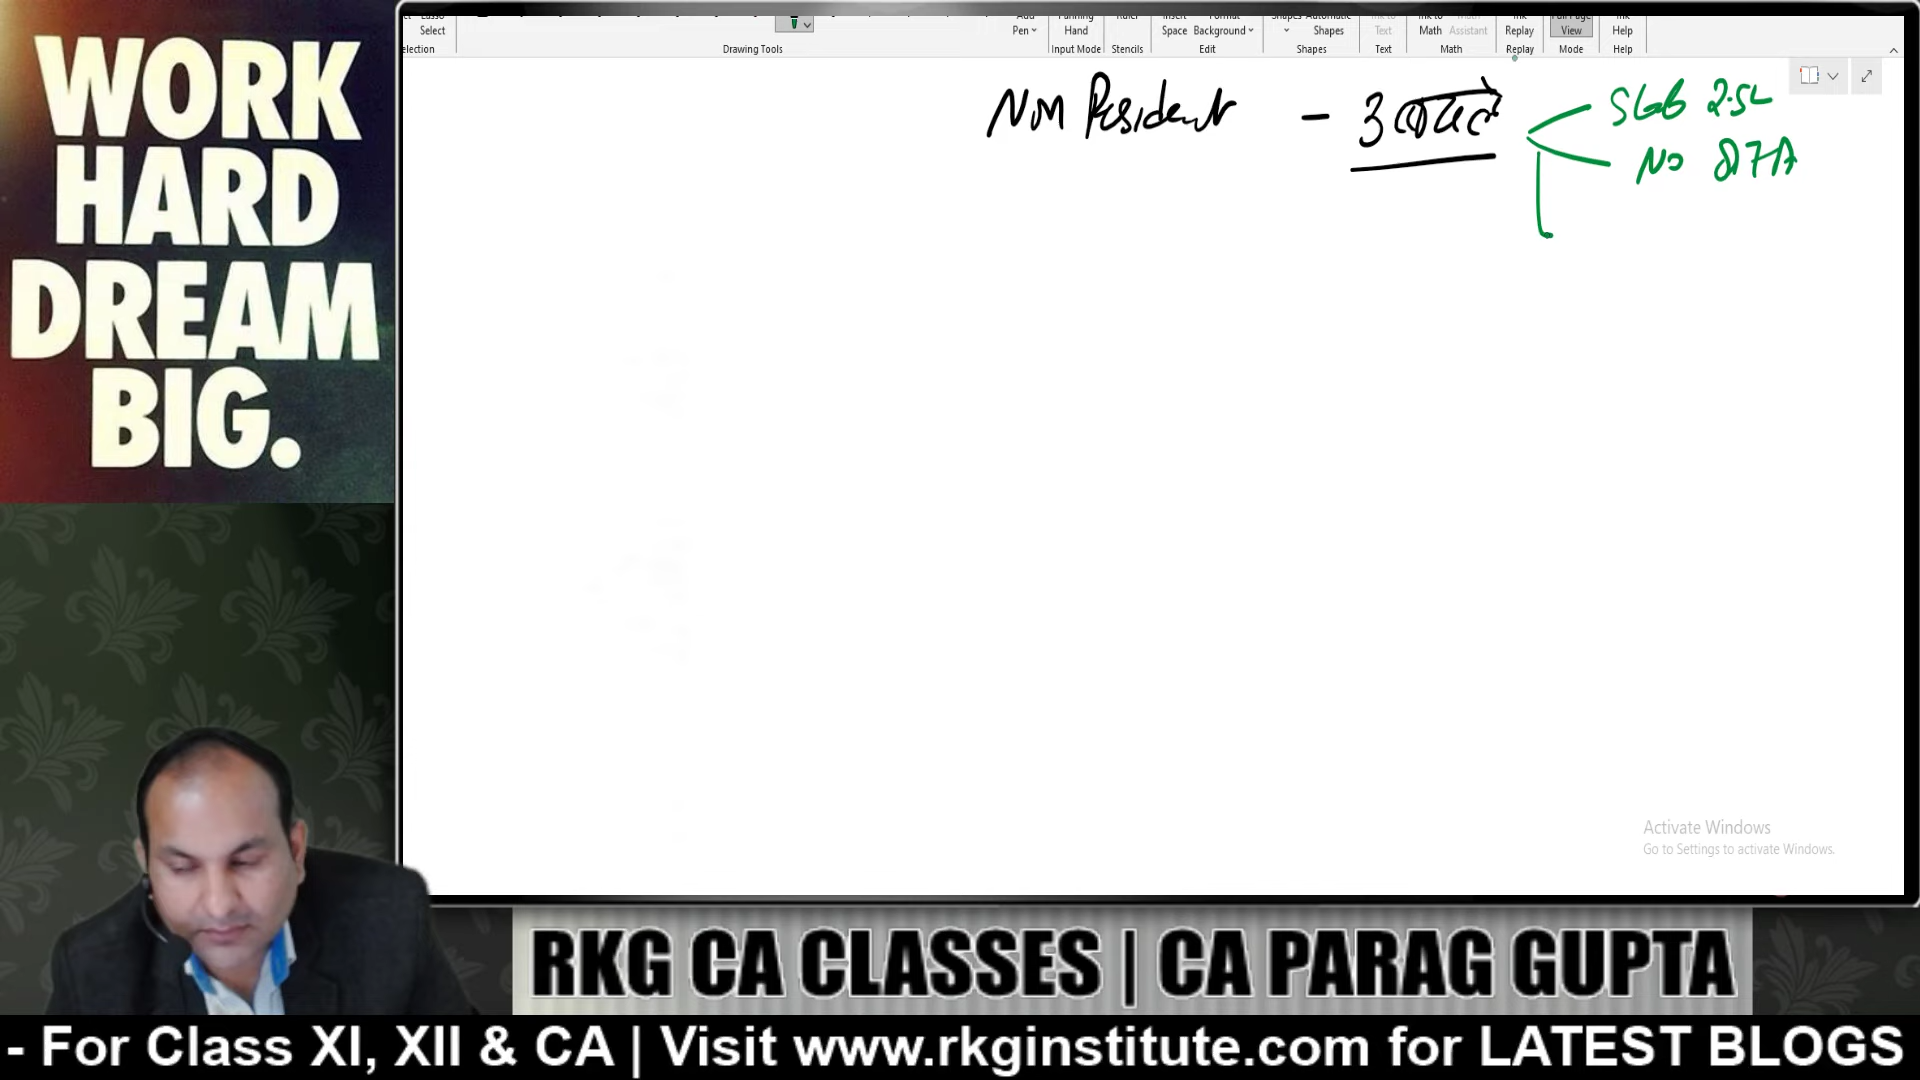 WORK
HARD
DREAM
BIG.
Select
Drawing Tools
Pen
Hand
Input Mode
Stencils
Space Background
Edit
Shapes
Shapes
Text
Text
Math Assistant
Math
Replay
Replay
Full Page
View
Mode
Help
Help
Non Resident - 3
Slab 2.5L
No 87A
Activate Windows
Go to Settings to activate Windows.
RKG CA CLASSES | CA PARAG GUPTA
- For Class XI, XII & CA | Visit www.rkginstitute.com for LATEST BLOGS